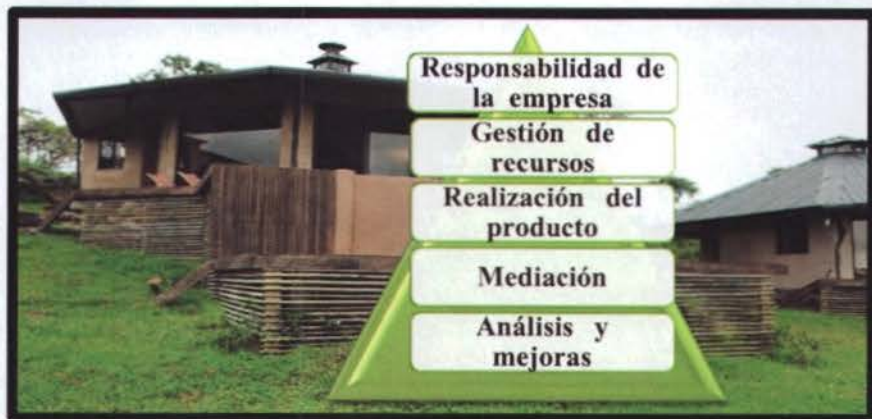 Responsabilidad de
la empresa
Gestión de
recursos
Realización del
producto
Mediación
Análisis y
mejoras